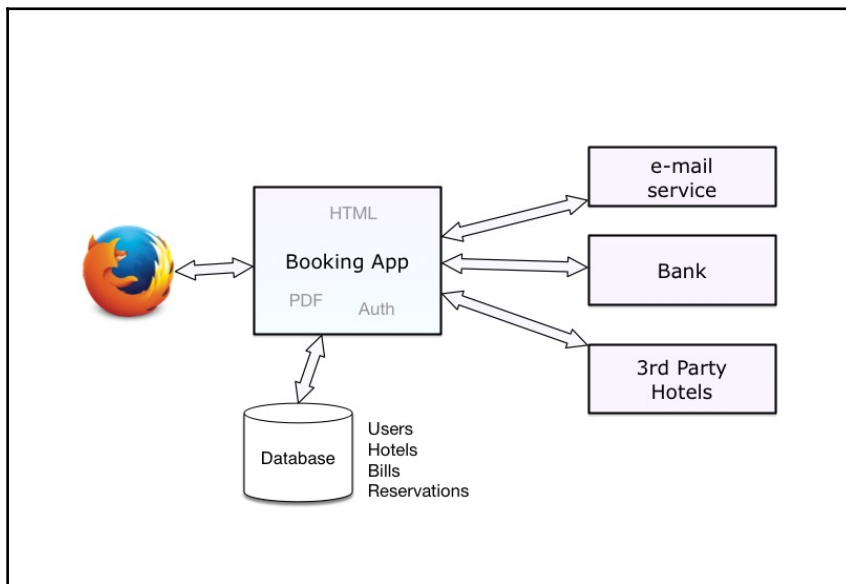 HTML
Booking App
PDF
Auth
e-mail
service
Bank
3rd Party
Hotels
Database
Users
Hotels
Bills
Reservations